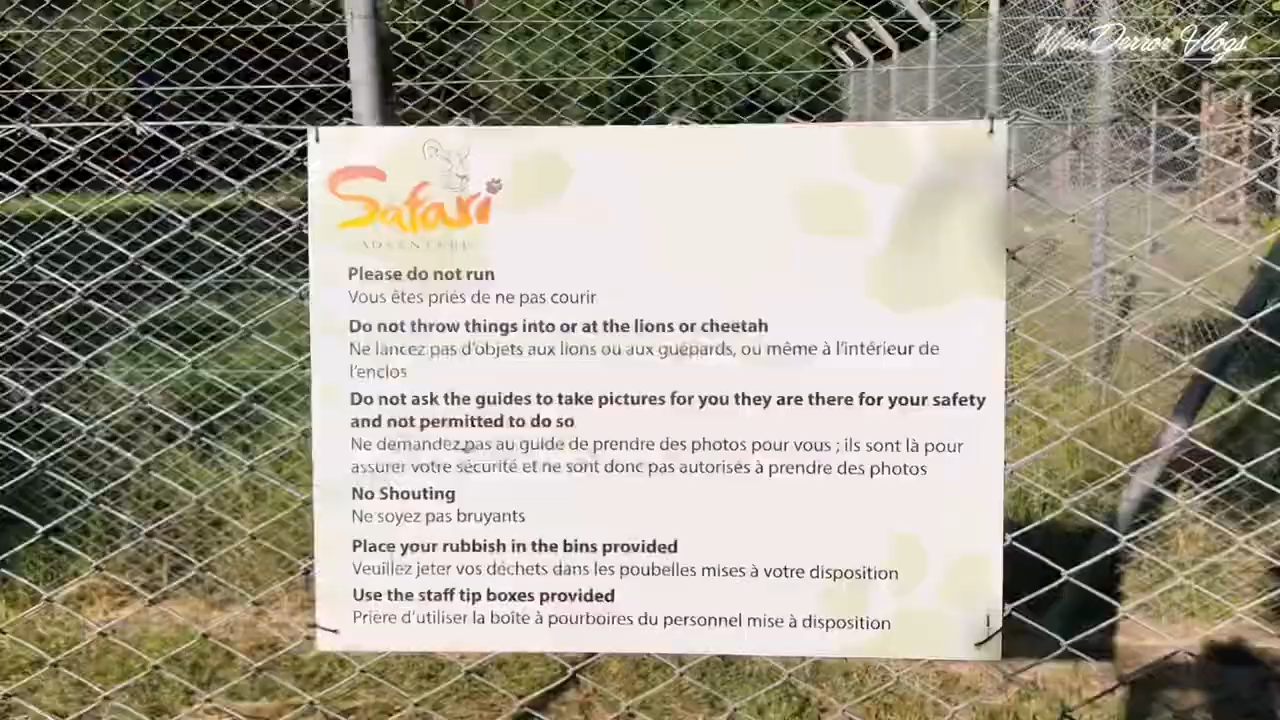 WanDerror Vlogs
Safari
ADVENTURE
Please do not run
Vous êtes priés de ne pas courir
Do not throw things into or at the lions or cheetah
Ne lancez pas d'objets aux lions ou aux guépards, ou même à l'intérieur de
l'enclos
Do not ask the guides to take pictures for you they are there for your safety
and not permitted to do so
Ne demandez pas au guide de prendre des photos pour vous ; ils sont là pour
assurer votre sécurité et ne sont donc pas autorisés à prendre des photos
No Shouting
Ne soyez pas bruyants
Place your rubbish in the bins provided
Veuillez jeter vos déchets dans les poubelles mises à votre disposition
Use the staff tip boxes provided
Prière d'utiliser la boîte à pourboires du personnel mise à disposition